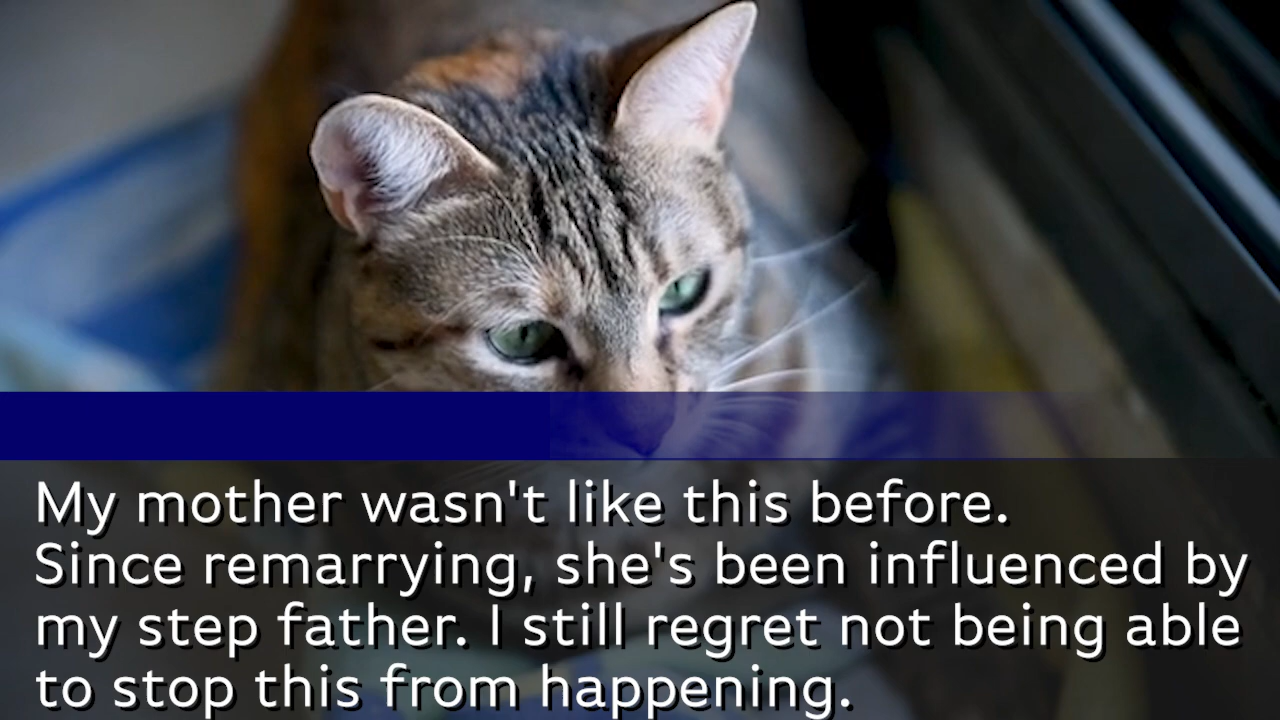 My mother wasn't like this before.
Since remarrying, she's been influenced by
my step father. I still regret not being able
to stop this from happening.